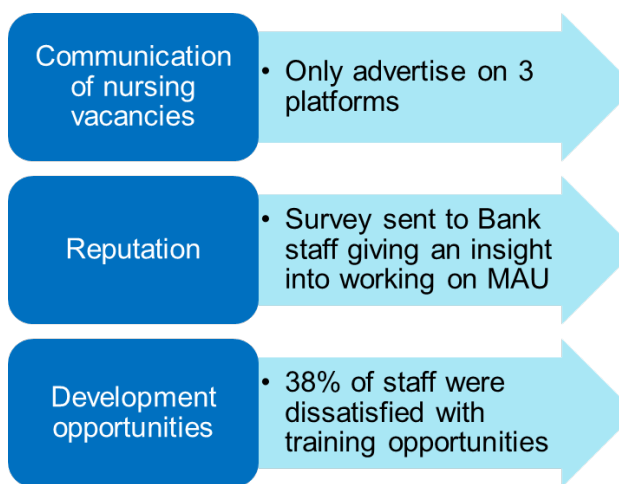 Communication
of nursing
vacancies
• Only advertise on 3
platforms
Reputation
• Survey sent to Bank
staff giving an insight
into working on MAU
Development
opportunities
• 38% of staff were
dissatisfied with
training opportunities